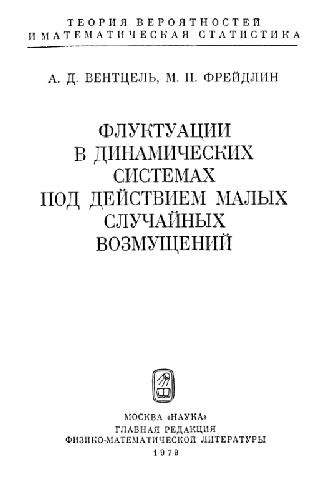 ТЕОРИЯ ВЕРОЯТНОСТЕЙ
И МАТЕМАТИЧЕСКАЯ СТАТИСТИКА
А. Д. ВЕНТЦЕЛЬ, М. И. ФРЕЙДЛИН
ФЛУКТУАЦИИ
В ДИНАМИЧЕСКИХ
СИСТЕМАХ
ПОД ДЕЙСТВИЕМ МАЛЫХ
СЛУЧАЙНЫХ
ВОЗМУЩЕНИЙ
МОСКВА «НАУКА»
ГЛАВНАЯ РЕДАКЦИЯ
ФИЗИКО-МАТЕМАТИЧЕСКОЙ ЛИТЕРАТУРЫ
1979